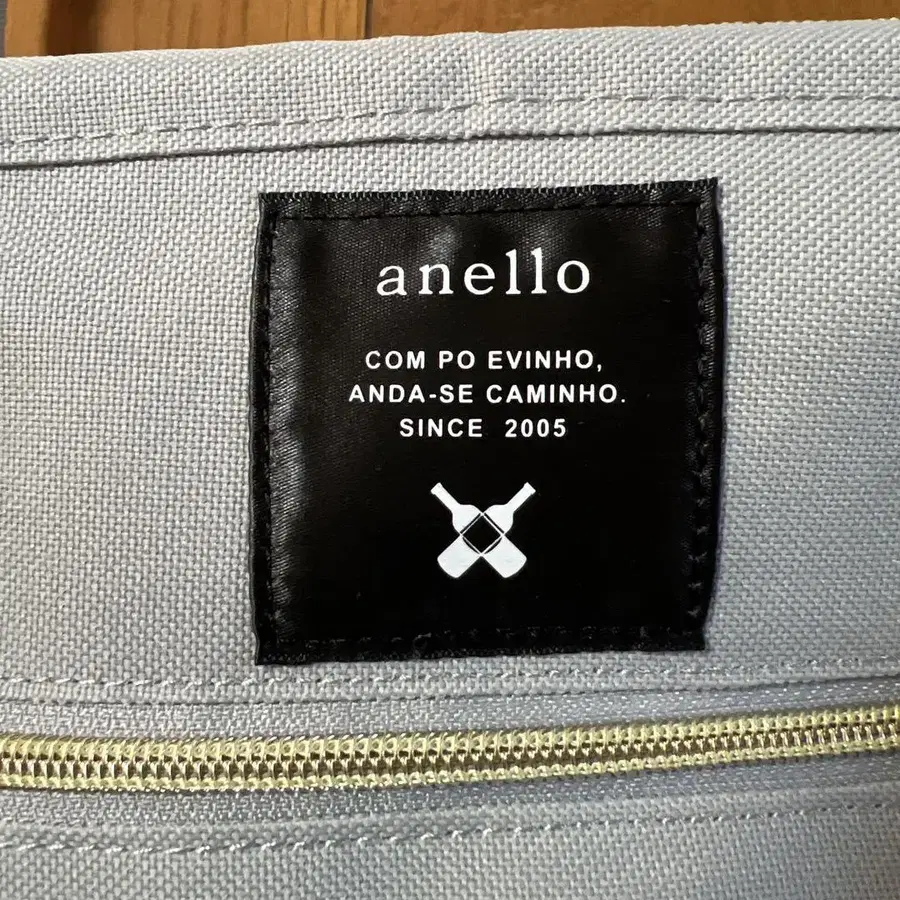 anello
COM PO EVINHO,
ANDA-SE CAMINHO.
SINCE 2005